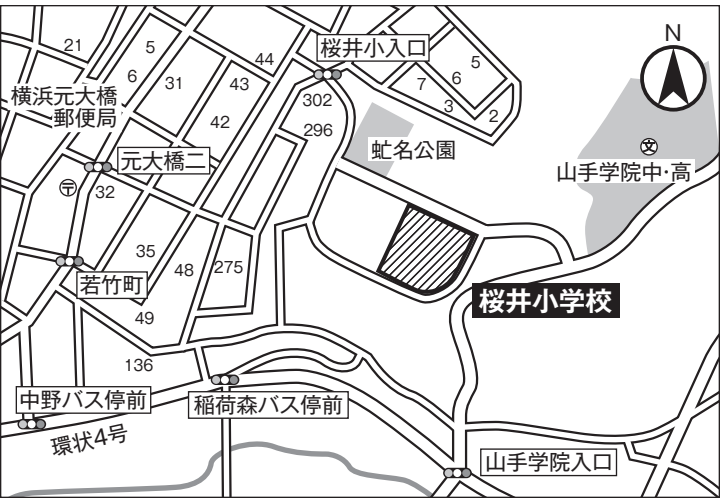 21
5
6
31
44
43
42
桜井小入口
5
6
7
3
2
N
横浜元大橋
郵便局
302
296
虻名公園
文
山手学院中・高
元大橋二
〒
32
35
48
275
若竹町
49
桜井小学校
136
中野バス停前
稲荷森バス停前
環状4号
山手学院入口